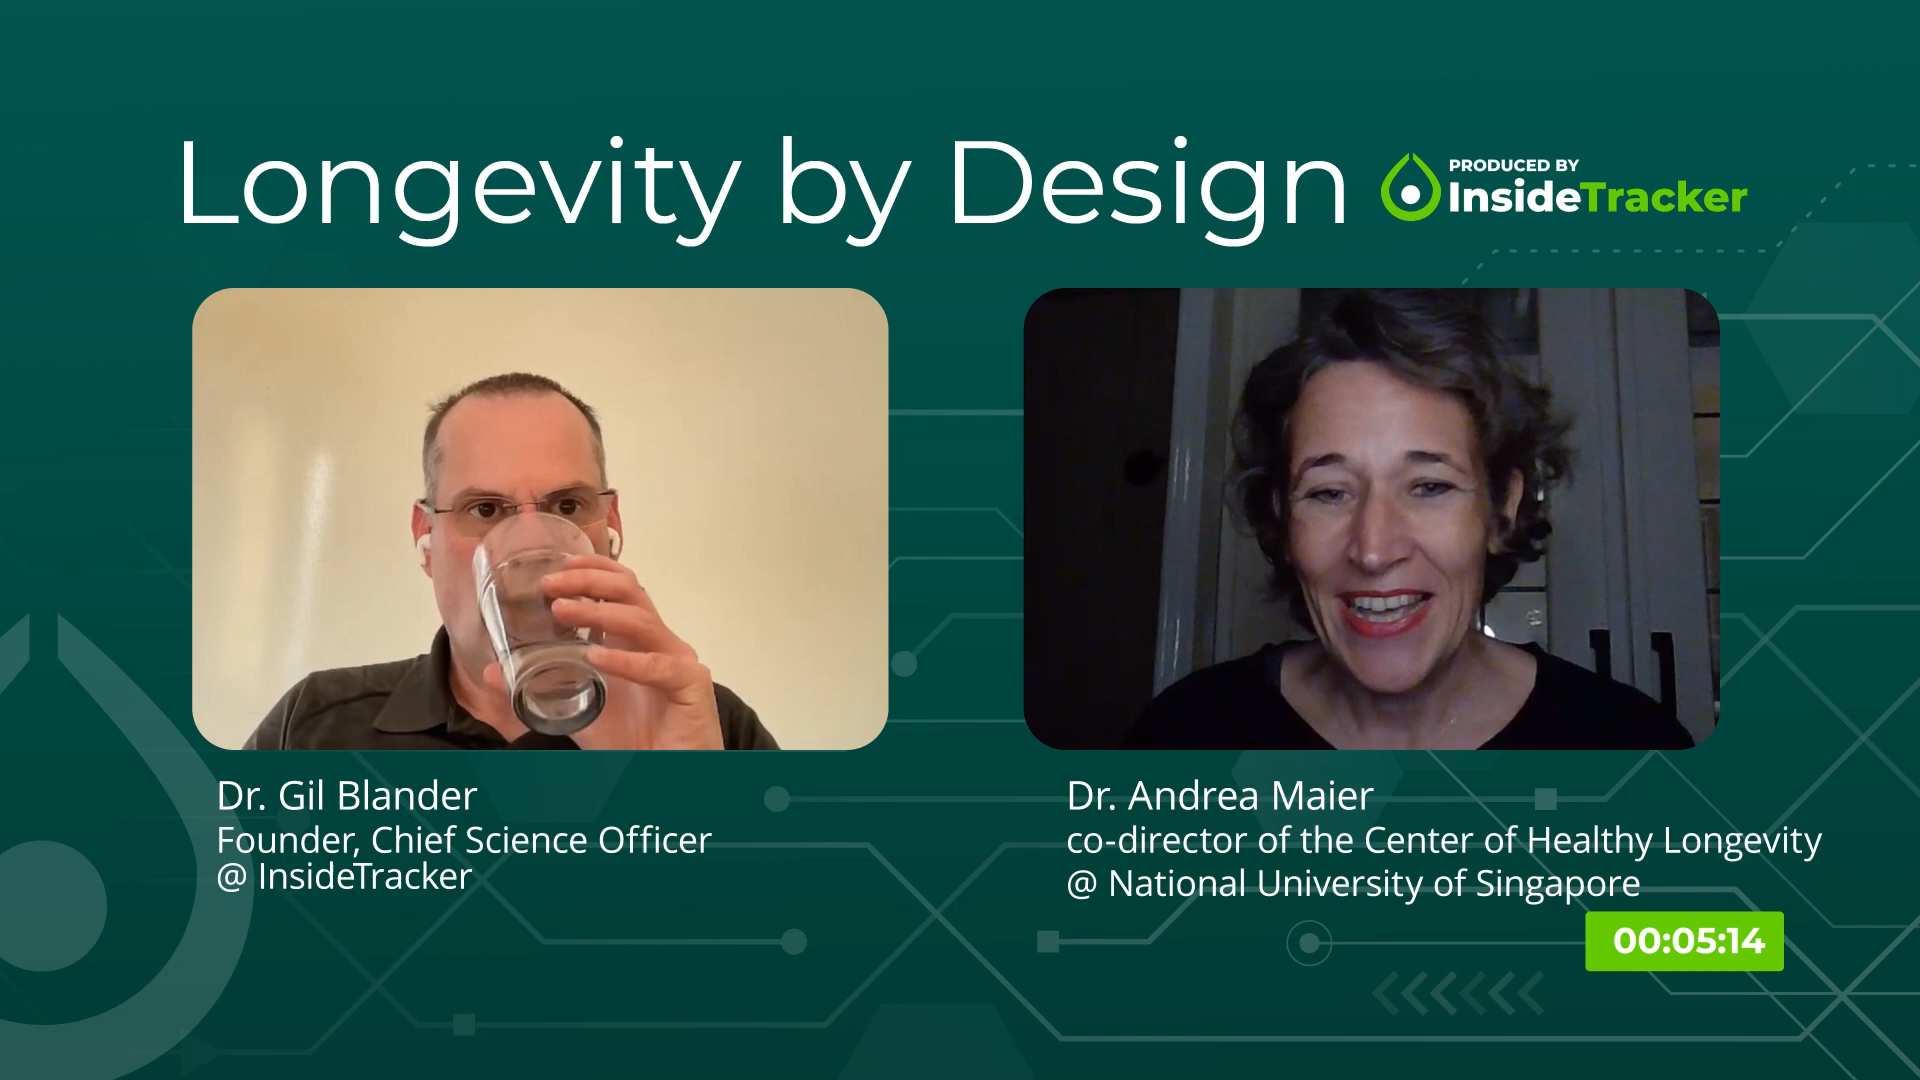 Longevity by Design
PRODUCED BY
InsideTracker
Dr. Gil Blander
Founder, Chief Science Officer
@ InsideTracker
Dr. Andrea Maier
co-director of the Center of Healthy Longevity
@ National University of Singapore
00:05:14